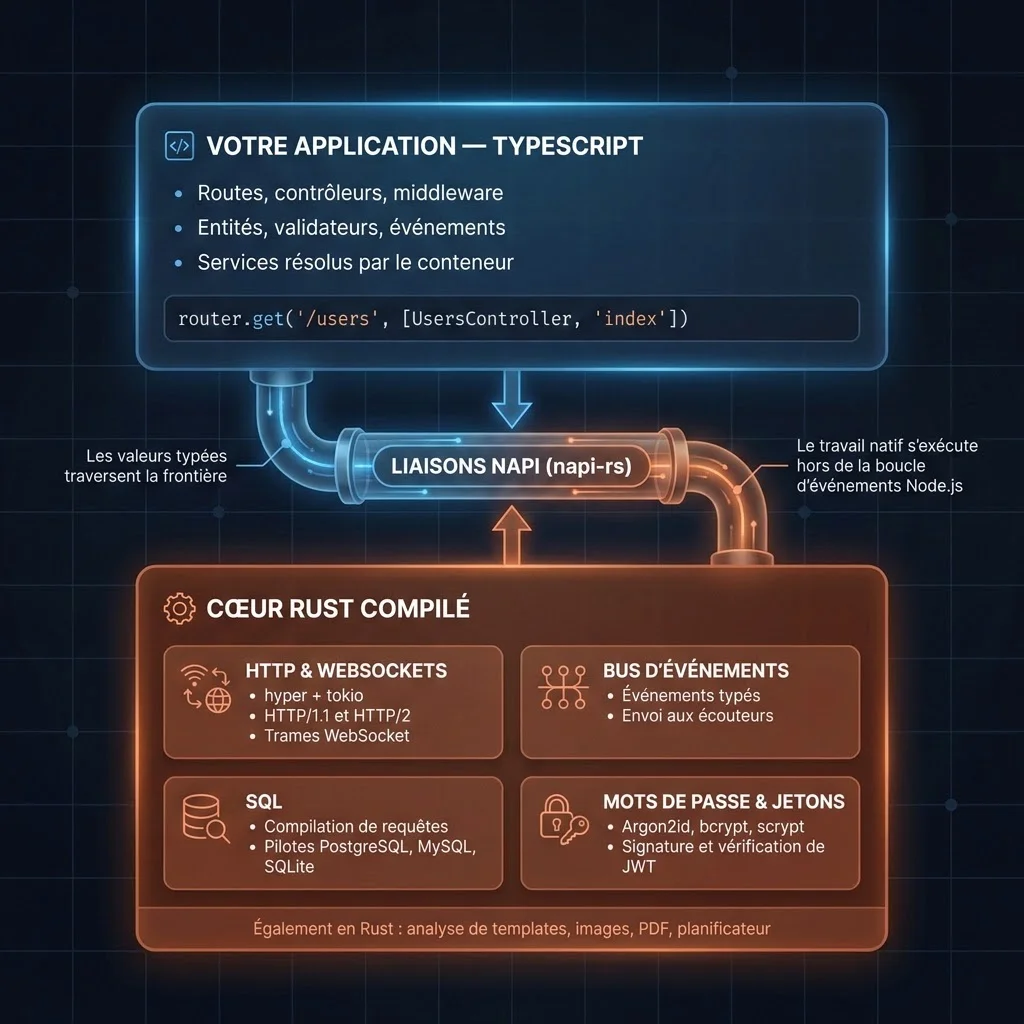 VOTRE APPLICATION — TYPESCRIPT
• Routes, contrôleurs, middleware
• Entités, validateurs, événements
• Services résolus par le conteneur
router.get('/users', [UsersController, 'index'])
Les valeurs typées
traversent la frontière
LIAISONS NAPI (napi-rs)
Le travail natif s’exécute
hors de la boucle
d’événements Node.js
CŒUR RUST COMPILÉ
HTTP & WEBSOCKETS
• hyper + tokio
• HTTP/1.1 et HTTP/2
• Trames WebSocket
BUS D’ÉVÉNEMENTS
• Événements typés
• Envoi aux écouteurs
SQL
• Compilation de requêtes
• Pilotes PostgreSQL, MySQL,
SQLite
MOTS DE PASSE & JETONS
• Argon2id, bcrypt, scrypt
• Signature et vérification de
JWT
Également en Rust : analyse de templates, images, PDF, planificateur